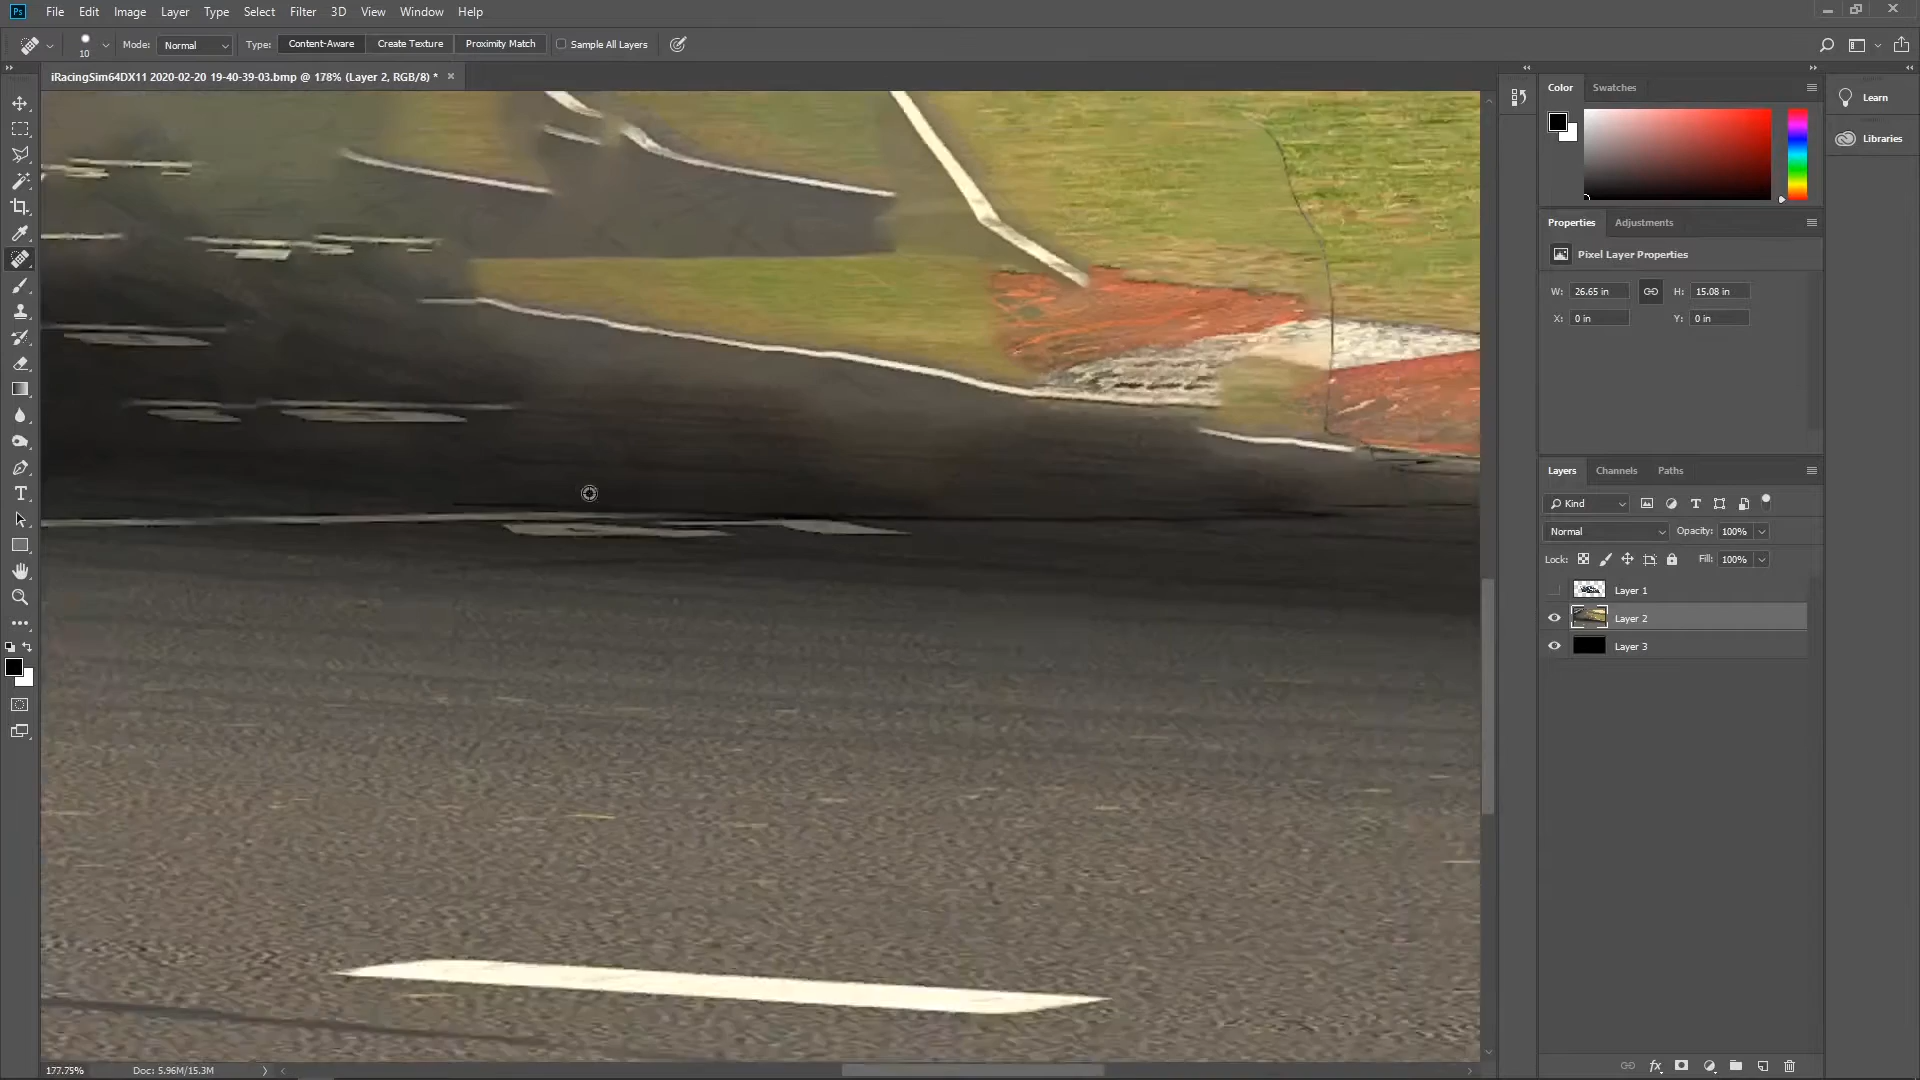 Ps File Edit Image Layer Type Select Filter 3D View Window Help
10 Mode: Normal Type: Content-Aware Create Texture Proximity Match Sample All Layers
iRacingSim64DX11 2020-02-20 19-40-39-03.bmp @ 178% (Layer 2, RGB/8) *
Color Swatches
Learn
Libraries
Properties Adjustments
Pixel Layer Properties
W: 26.65 in H: 15.08 in
X: 0 in Y: 0 in
Layers Channels Paths
Kind
Normal Opacity: 100%
Lock: Fill: 100%
Layer 1
Layer 2
Layer 3
fx
177.75% Doc: 5.96M/15.3M